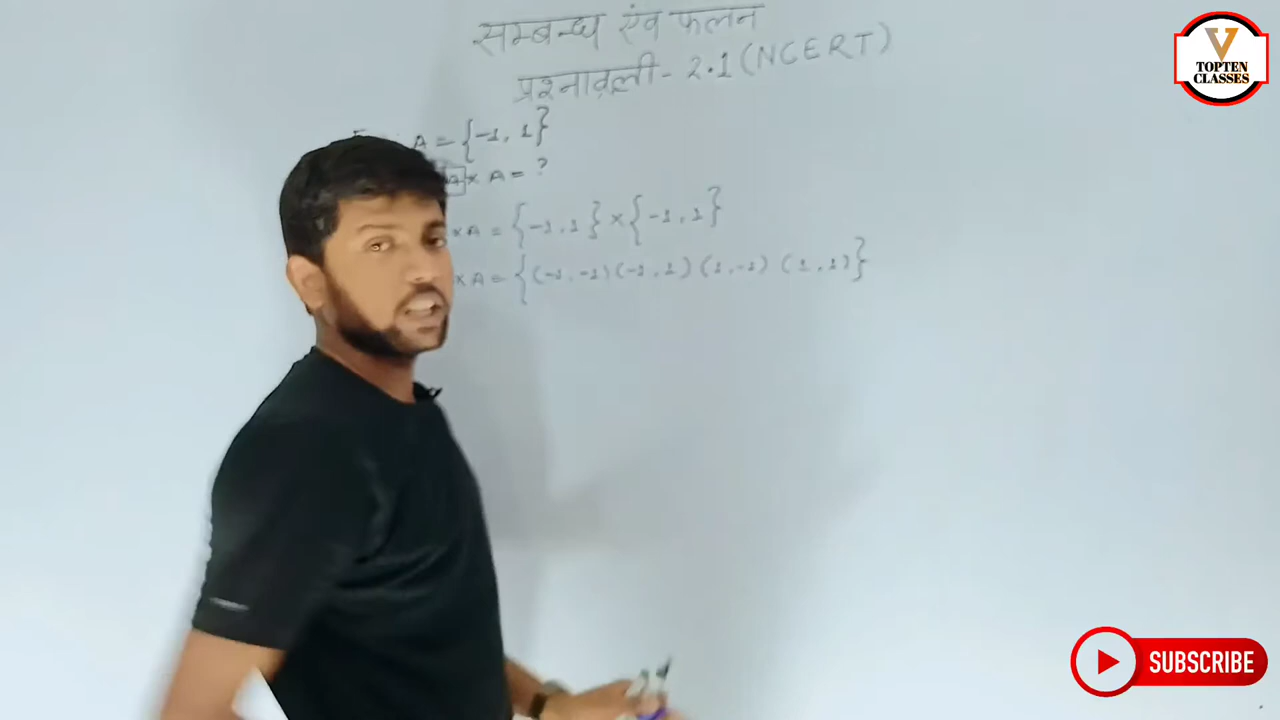 सम्बन्ध एंव फलन
प्रश्नावली - 2.1 (NCERT)
A = {-1, 1}
A × A = ?
× A = {-1, 1} × {-1, 1}
× A = {(-1, -1) (-1, 1) (1, -1) (1, 1)}
V
TOPTEN
CLASSES
SUBSCRIBE